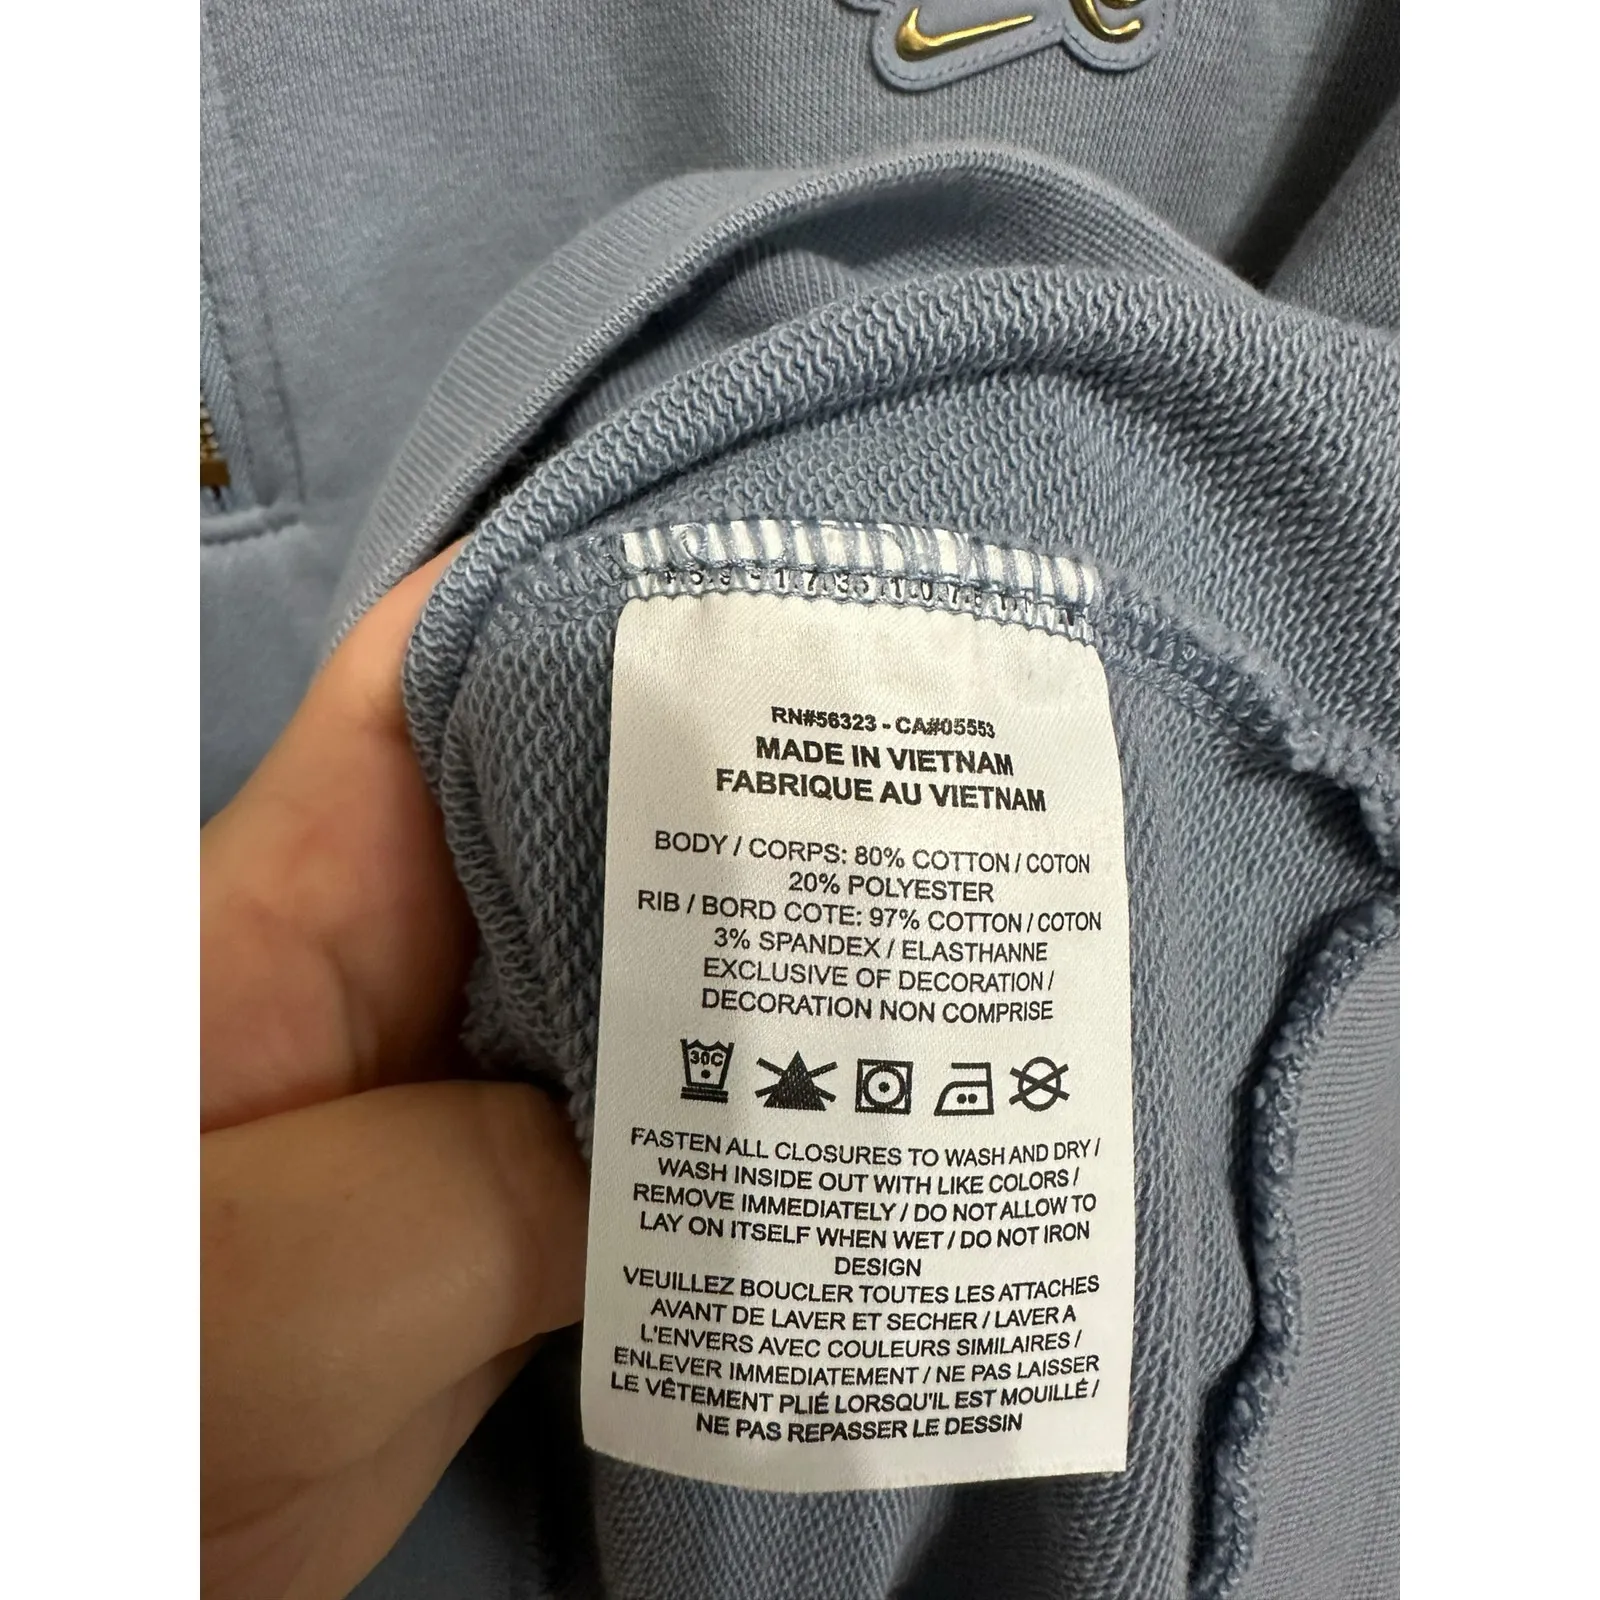 RN#56323 - CA#05553
MADE IN VIETNAM
FABRIQUE AU VIETNAM
BODY / CORPS: 80% COTTON / COTON
20% POLYESTER
RIB / BORD COTE: 97% COTTON / COTON
3% SPANDEX / ELASTHANNE
EXCLUSIVE OF DECORATION /
DECORATION NON COMPRISE
30C
FASTEN ALL CLOSURES TO WASH AND DRY /
WASH INSIDE OUT WITH LIKE COLORS /
REMOVE IMMEDIATELY / DO NOT ALLOW TO
LAY ON ITSELF WHEN WET / DO NOT IRON
DESIGN
VEUILLEZ BOUCLER TOUTES LES ATTACHES
AVANT DE LAVER ET SECHER / LAVER A
L'ENVERS AVEC COULEURS SIMILAIRES /
ENLEVER IMMEDIATEMENT / NE PAS LAISSER
LE VÊTEMENT PLIÉ LORSQU'IL EST MOUILLÉ /
NE PAS REPASSER LE DESSIN